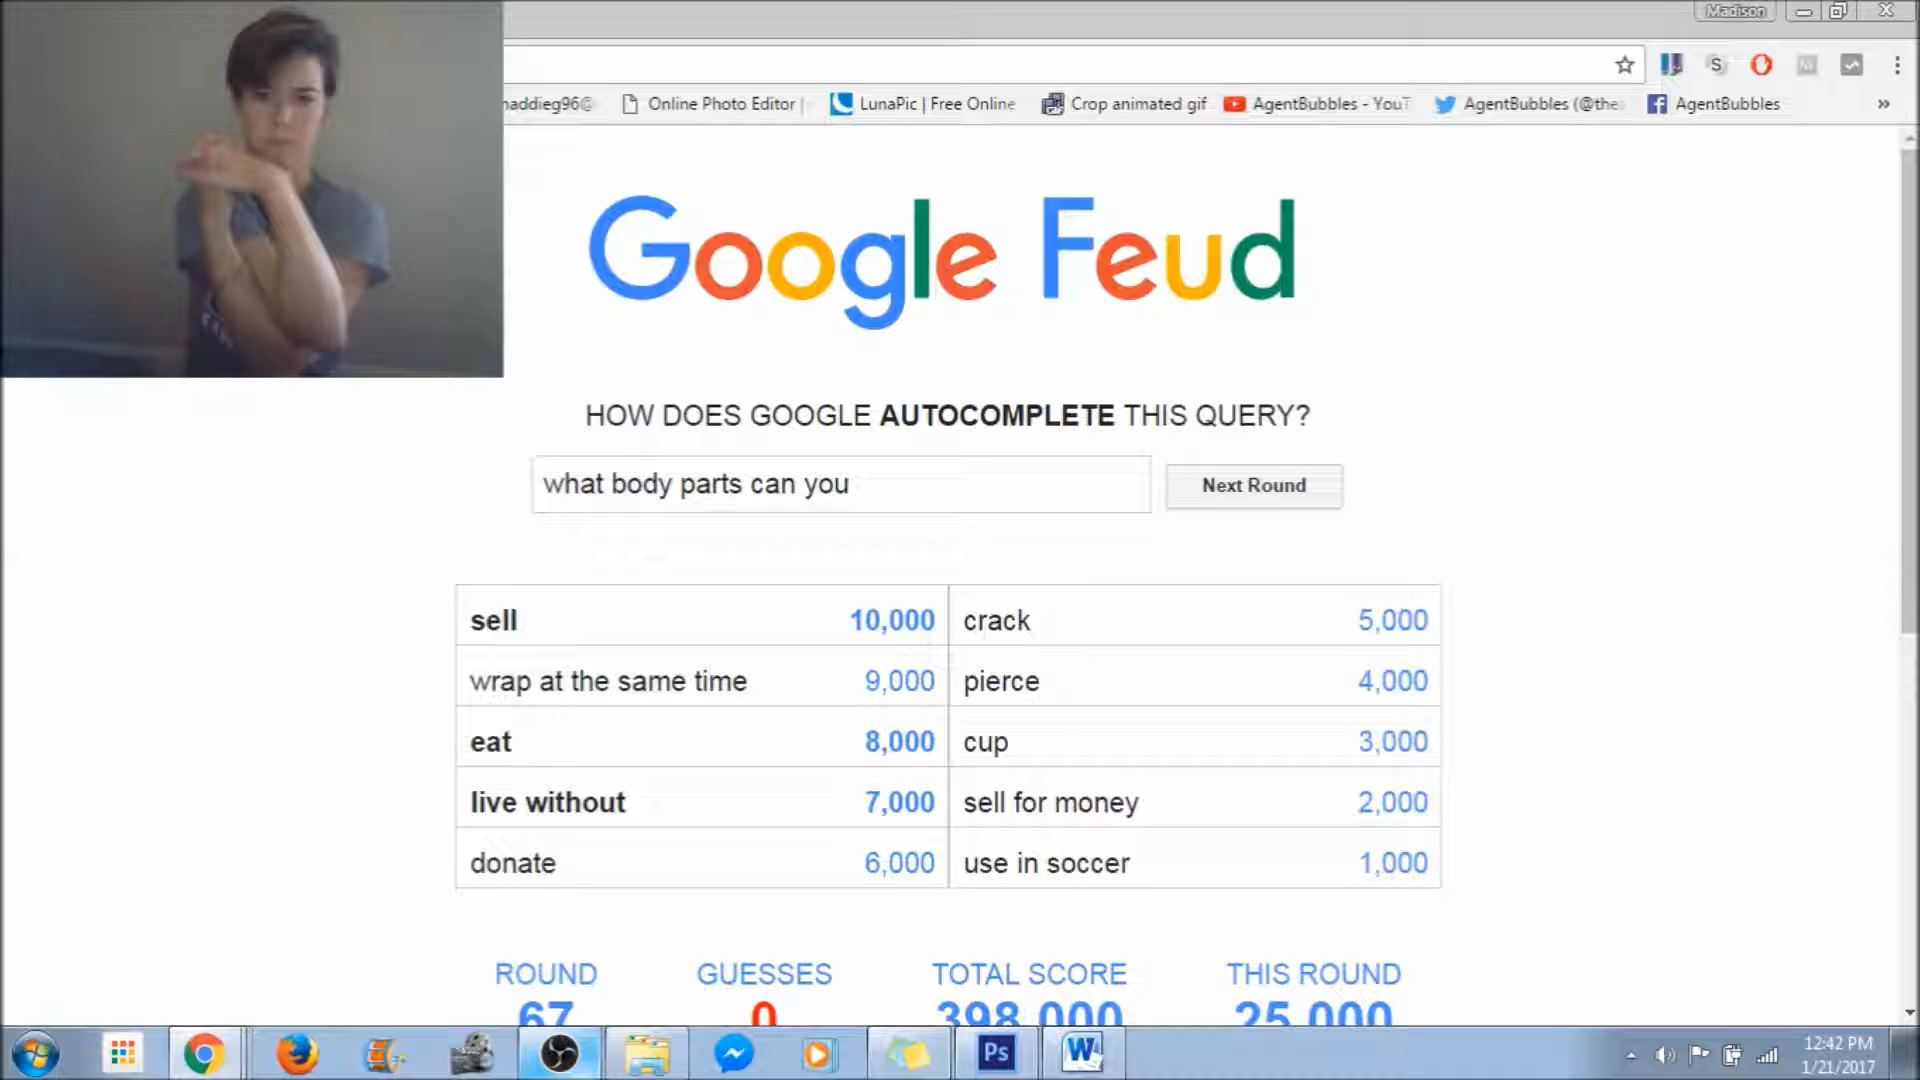 Madison
S
naddieg96@
Online Photo Editor |
LunaPic | Free Online
Crop animated gif
AgentBubbles - YouT
AgentBubbles (@the
AgentBubbles
»
Google Feud
HOW DOES GOOGLE AUTOCOMPLETE THIS QUERY?
what body parts can you
Next Round
sell 10,000 crack 5,000
wrap at the same time 9,000 pierce 4,000
eat 8,000 cup 3,000
live without 7,000 sell for money 2,000
donate 6,000 use in soccer 1,000
ROUND GUESSES TOTAL SCORE THIS ROUND
67 0 398,000 25,000
Ps W
12:42 PM
1/21/2017